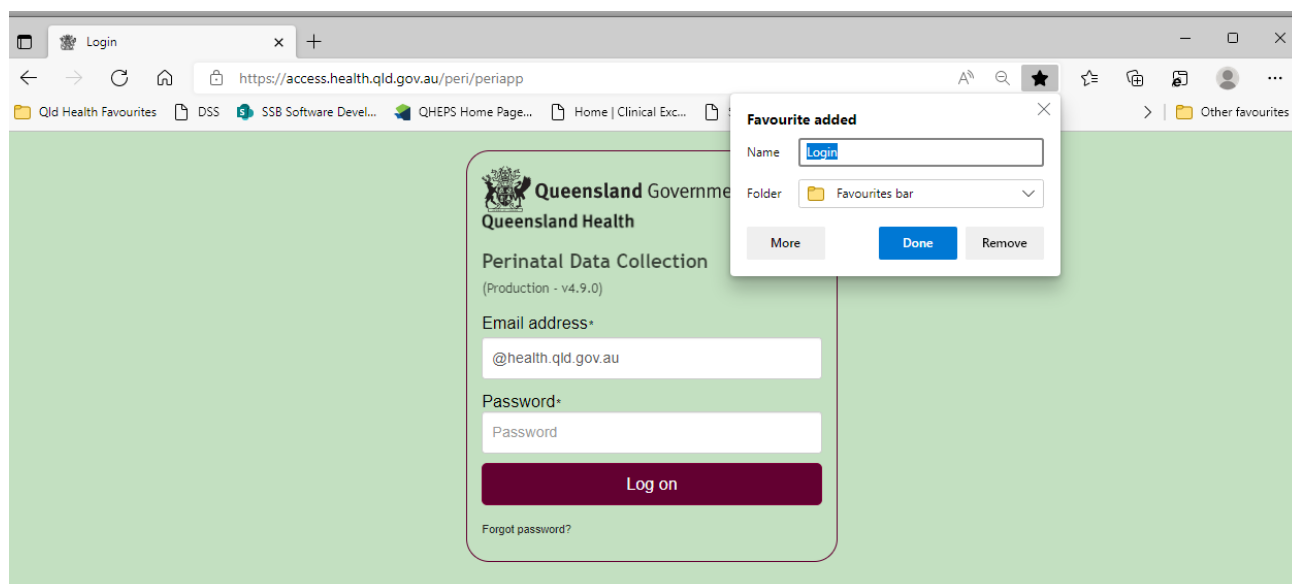 Login
https://access.health.qld.gov.au/peri/periapp
Qld Health Favourites DSS SSB Software Devel... QHEPS Home Page... Home | Clinical Exc... Other favourites
Favourite added
Name Login
Folder Favourites bar
More Done Remove
Queensland Governme
Queensland Health
Perinatal Data Collection
(Production - v4.9.0)
Email address*
@health.qld.gov.au
Password*
Password
Log on
Forgot password?